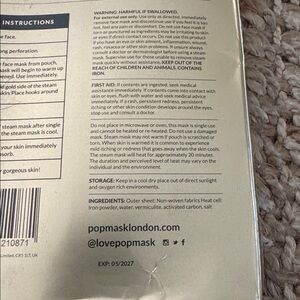 INSTRUCTIONS
face.
ng perforation.
face mask from pouch.
mask will begin to warm up
ened. Use immediately.
d gold side of the steam
skin Place hooks around
steam mask after single
the steam mask is cool.
your skin immediately
sorbed.
r gorgeous skin!
210871
Limited, CR5 1LT, UK
WARNING: HARMFUL IF SWALLOWED.
For external use only. Use only as directed. Immediately
remove face mask and discontinue use if you feel it is too
hot, feel any pain or discomfort. Do not use face mask if
torn or punctured as ingredients may be irritating to skin
or eyes if direct contact occurs. Do not use this product if
you have an eye or skin ailment, inflammation, wound,
rash, rosacea or other skin problems. If unsure always
consult a doctor or dermatologist before using steam mask.
Supervise use for those unable to remove steam
mask quickly without assistance. KEEP OUT OF THE
REACH OF CHILDREN AND ANIMALS. CONTAINS
IRON.
FIRST AID: If contents are ingested, seek medical
assistance immediately. If contents come into contact with
skin or eyes, flush with water and seek medical advice
immediately. If a rash, persistent redness, persistent
itching or other skin condition develops around the eyes,
stop use and consult a doctor.
Do not place in microwave or oven, this mask is single use
and cannot be heated or re-heated. Do not use a damaged
mask. Steam mask may not warm if pouch is scratched or
torn. When skin is warmed it is common to experience
mild itching or redness that goes away when the skin cools.
The steam mask will heat for approximately 20 minutes.
The duration and perceived level of heat may vary on the
individual and the environment.
STORAGE: Keep in a cool dry place out of direct sunlight
and oxygen rich environments.
INGREDIENTS: Outer sheet: Non-woven fabrics Heat cell:
Iron powder, water, vermiculite, activated carbon, salt
popmasklondon.com
@lovepopmask
EXP: 05/2027